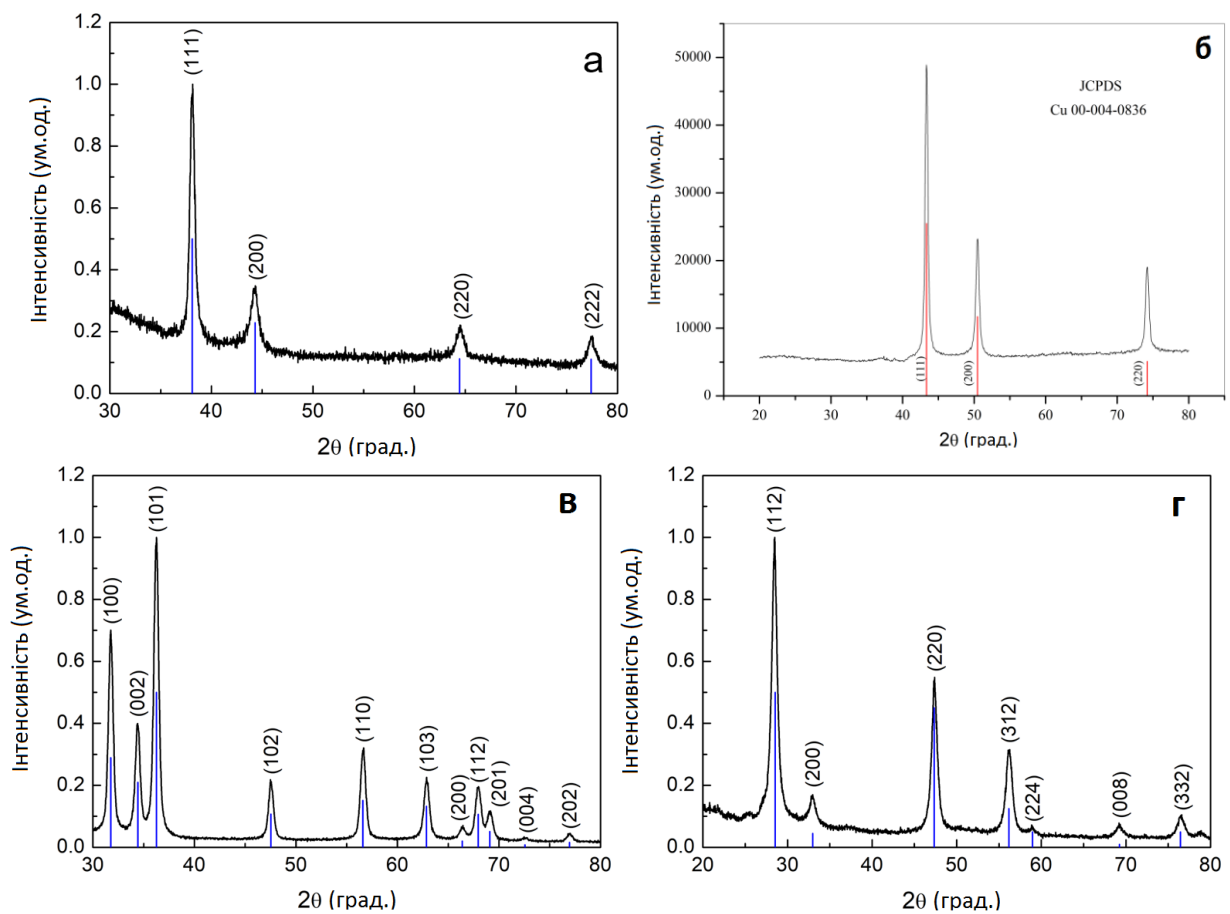 а
Інтенсивність (ум.од.)
1.2
1.0
0.8
0.6
0.4
0.2
0.0
(111)
(200)
(220)
(222)
30 40 50 60 70 80
2θ (град.)
б
Інтенсивність (ум.од.)
50000
40000
30000
20000
10000
0
JCPDS
Cu 00-004-0836
(111)
(200)
(220)
20 30 40 50 60 70 80
2θ (град.)
в
Інтенсивність (ум.од.)
1.2
1.0
0.8
0.6
0.4
0.2
0.0
(100)
(002)
(101)
(102)
(110)
(103)
(200)
(112)
(201)
(004)
(202)
30 40 50 60 70 80
2θ (град.)
г
Інтенсивність (ум.од.)
1.2
1.0
0.8
0.6
0.4
0.2
0.0
(112)
(200)
(220)
(312)
(224)
(008)
(332)
20 30 40 50 60 70 80
2θ (град.)